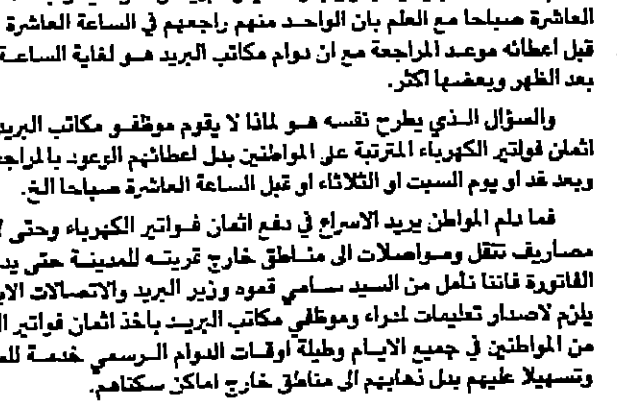 العاشرة صباحا مع العلم بان الواحد منهم راجعهم في الساعة العاشرة
قبل اعطائه موعد المراجعة مع ان دوام مكاتب البريد هو لغاية الساعة
بعد الظهر وبعضها اكثر.
والسؤال الذي يطرح نفسه هو لماذا لا يقوم موظفو مكاتب البريد
اثمان فواتير الكهرباء المترتبة على المواطنين بدل اعطائهم الوعود بالمراجع
وبعد غد او يوم السبت او الثلاثاء او قبل الساعة العاشرة صباحا الخ.
فما دام المواطن يريد الاسراع في دفع اثمان فواتير الكهرباء وحتى
مصاريف تنقل ومواصلات الى مناطق خارج قريته للمدينة حتى يد
الفاتورة فاننا نأمل من السيد سامي قموه وزير البريد والاتصالات الا
يلزم لاصدار تعليمات لمدراء وموظفي مكاتب البريد باخذ اثمان فواتير ال
من المواطنين في جميع الايام وطيلة اوقات الدوام الرسمي خدمة لل
وتسهيلا عليهم بدل ذهابهم الى مناطق خارج اماكن سكناهم.